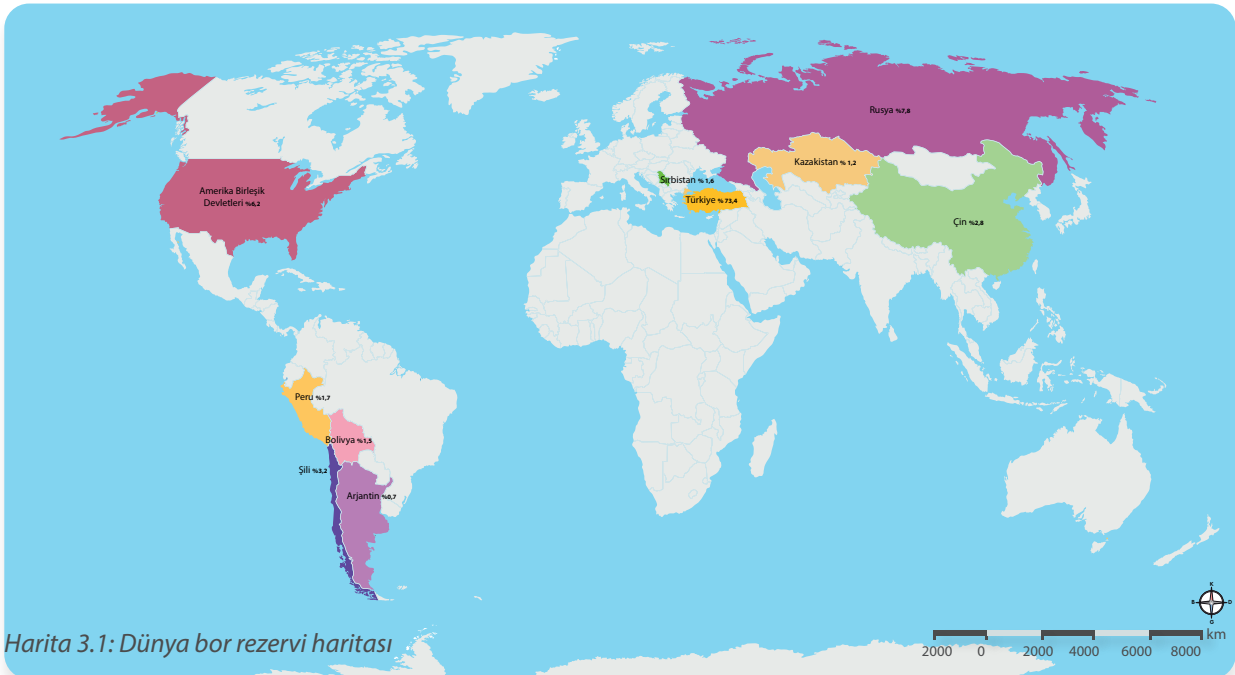 Rusya %7,8
Kazakistan % 1,2
Sırbistan % 1,6
Amerika Birleşik
Devletleri %6,2
Türkiye % 73,4
Çin %2,8
Peru %1,7
Bolivya %1,5
Şili %3,2
Arjantin %0,7
K
B D
G
Harita 3.1: Dünya bor rezervi haritası
km
2000 0 2000 4000 6000 8000